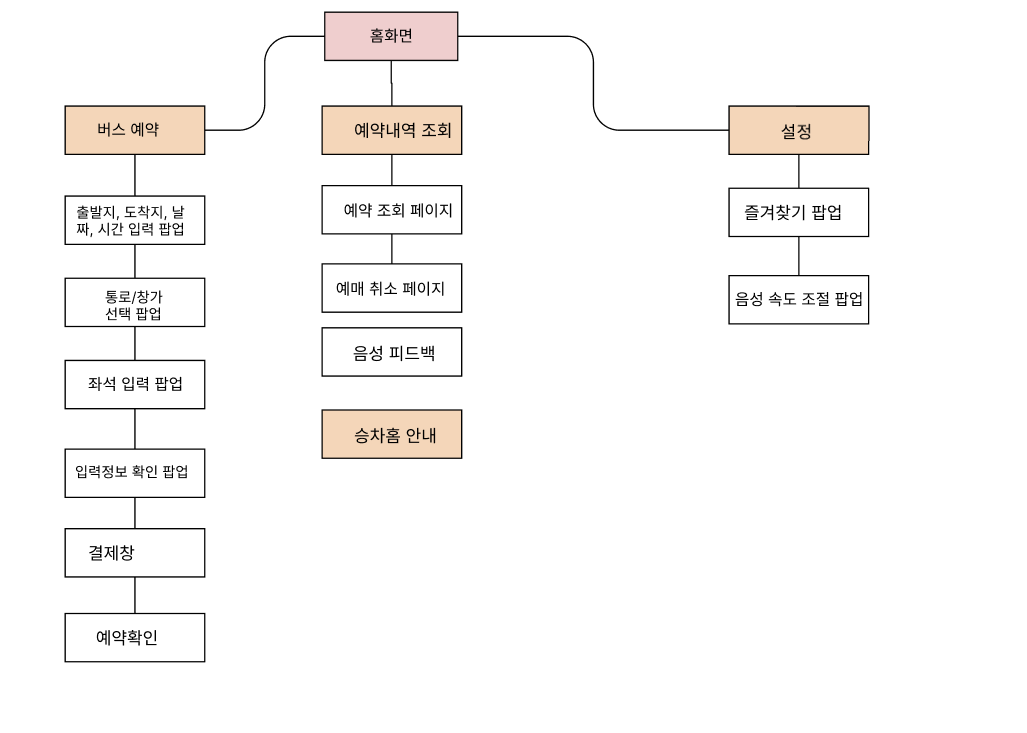 홈화면
버스 예약
출발지, 도착지, 날
짜, 시간 입력 팝업
통로/창가
선택 팝업
좌석 입력 팝업
입력정보 확인 팝업
결제창
예약확인
예약내역 조회
예약 조회 페이지
예매 취소 페이지
음성 피드백
승차홈 안내
설정
즐겨찾기 팝업
음성 속도 조절 팝업